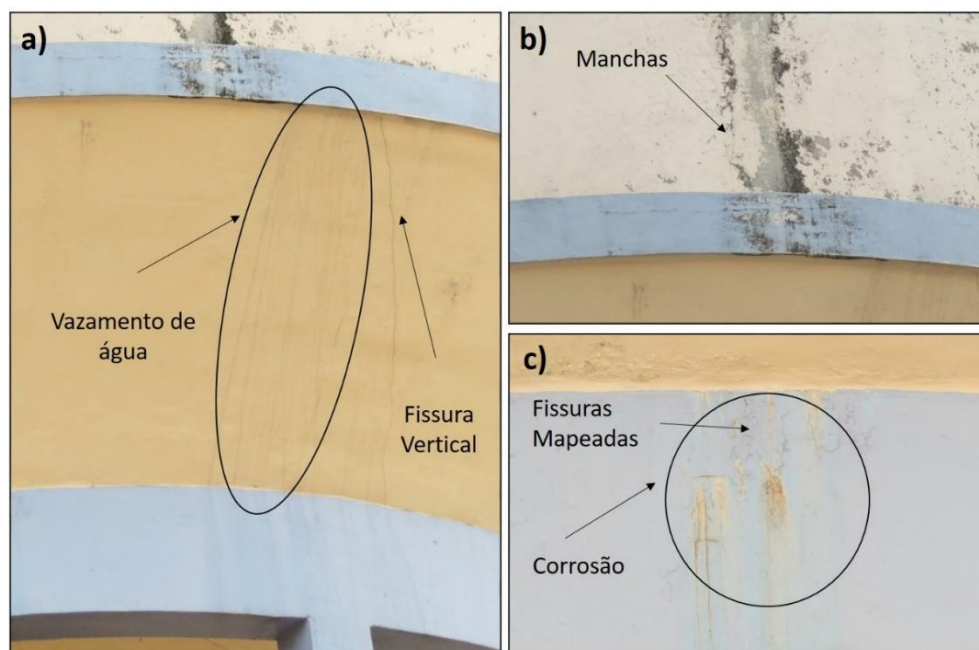 a)
Vazamento de
água
Fissura
Vertical
b)
Manchas
c)
Fissuras
Mapeadas
Corrosão